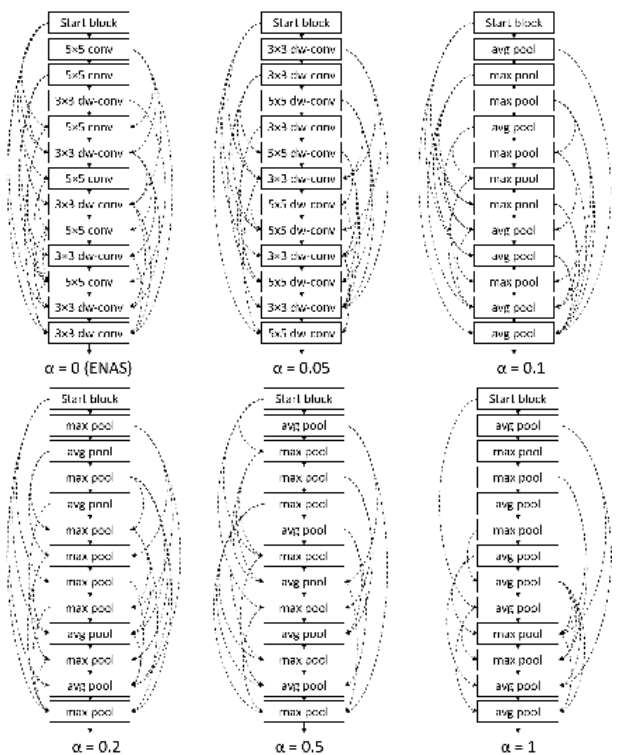 Start block
5×5 conv
5×5 conv
3×3 dw-conv
5×5 conv
3×3 dw-conv
5×5 conv
3×3 dw-conv
5×5 conv
3×3 dw-conv
5×5 conv
3×3 dw-conv
3×3 dw conv
α = 0 (ENAS)
Start block
3×3 dw-conv
3×3 dw-conv
5×5 dw-conv
3×3 dw-conv
5×5 dw-conv
3×3 dw-conv
5×5 dw-conv
5×5 dw-conv
3×3 dw-conv
5×5 dw-conv
3×3 dw-conv
5×5 dw conv
α = 0.05
Start block
avg pool
max pool
max pool
avg pool
max pool
max pool
max pool
avg pool
avg pool
max pool
avg pool
avg pool
α = 0.1
Start block
max pool
avg pool
max pool
avg pool
max pool
max pool
max pool
max pool
avg pool
max pool
avg pool
max pool
α = 0.2
Start block
avg pool
max pool
max pool
max pool
avg pool
max pool
avg pool
max pool
avg pool
max pool
avg pool
max pool
α = 0.5
Start block
avg pool
max pool
max pool
avg pool
max pool
avg pool
avg pool
avg pool
max pool
max pool
avg pool
avg pool
α = 1